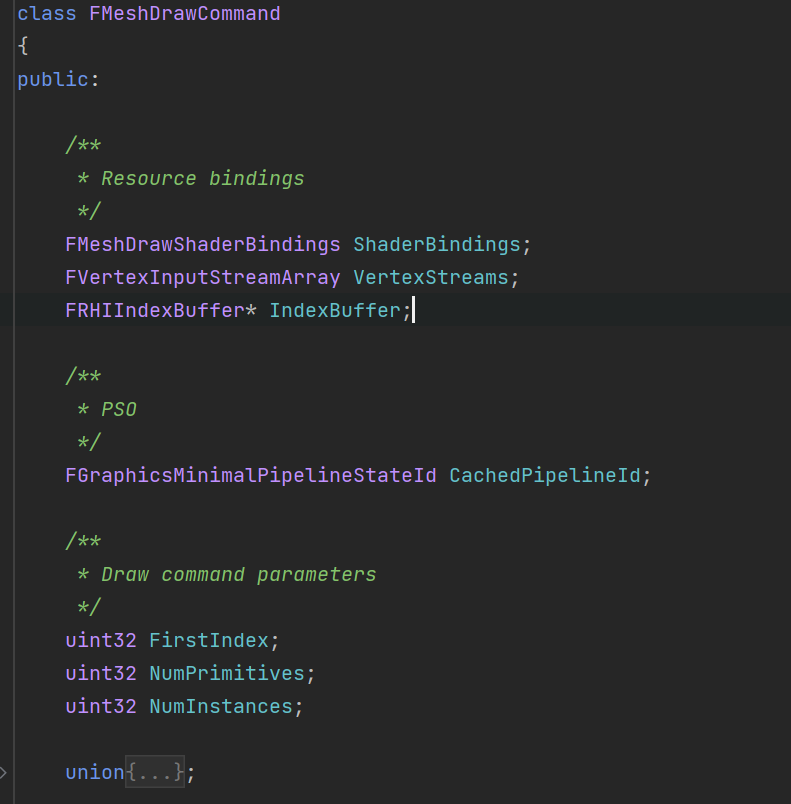 class FMeshDrawCommand
{
public:
/**
* Resource bindings
*/
FMeshDrawShaderBindings ShaderBindings;
FVertexInputStreamArray VertexStreams;
FRHIIndexBuffer* IndexBuffer;
/**
* PSO
*/
FGraphicsMinimalPipelineStateId CachedPipelineId;
/**
* Draw command parameters
*/
uint32 FirstIndex;
uint32 NumPrimitives;
uint32 NumInstances;
union{...};